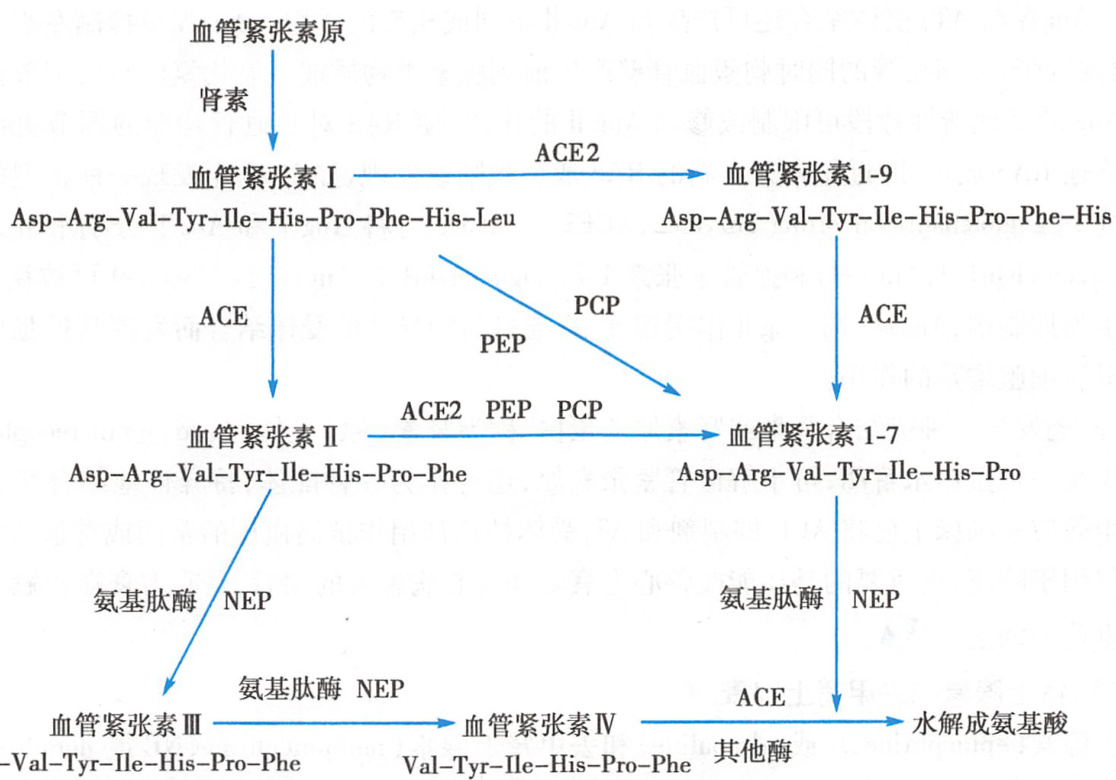 血管紧张素原
肾素
ACE2
血管紧张素Ⅰ
血管紧张素1-9
Asp-Arg-Val-Tyr-Ile-His-Pro-Phe-His-Leu
Asp-Arg-Val-Tyr-Ile-His-Pro-Phe-His
ACE
PCP
PEP
ACE
ACE2 PEP PCP
血管紧张素Ⅱ
血管紧张素1-7
Asp-Arg-Val-Tyr-Ile-His-Pro-Phe
Asp-Arg-Val-Tyr-Ile-His-Pro
氨基肽酶 NEP
氨基肽酶 NEP
氨基肽酶 NEP
ACE
血管紧张素Ⅲ
血管紧张素Ⅳ
水解成氨基酸
其他酶
-Val-Tyr-Ile-His-Pro-Phe
Val-Tyr-Ile-His-Pro-Phe